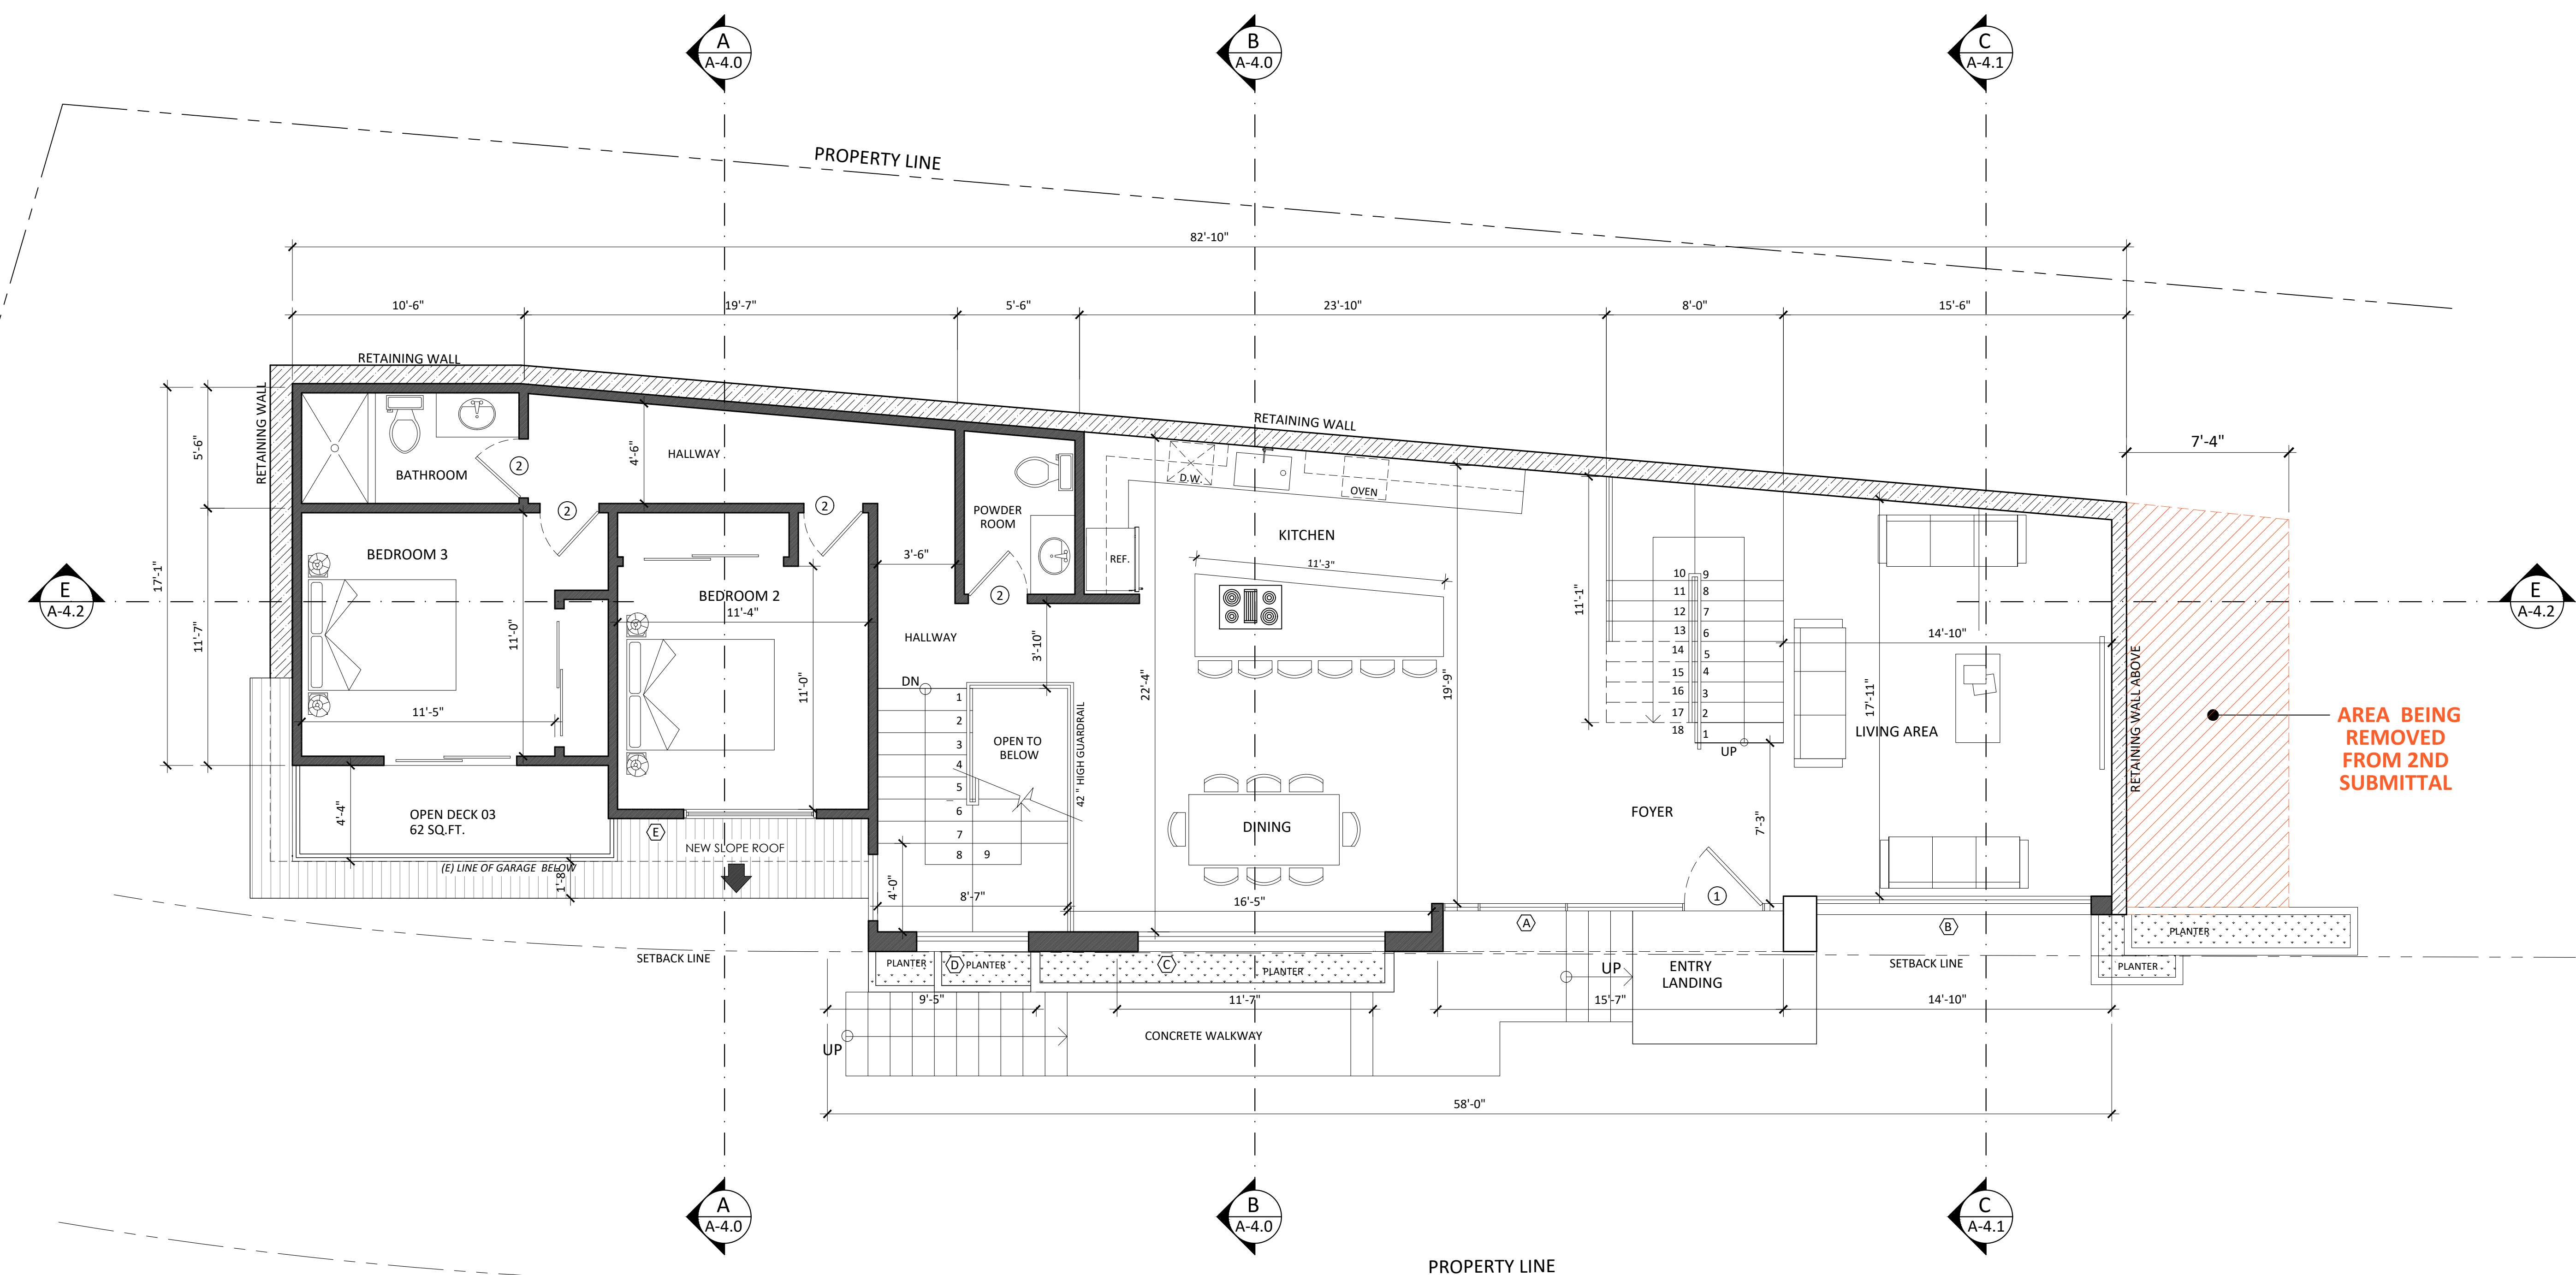 A
A-4.0
B
A-4.0
C
A-4.1
PROPERTY LINE
82'-10"
10'-6"
19'-7"
5'-6"
23'-10"
8'-0"
15'-6"
RETAINING WALL
RETAINING WALL
RETAINING WALL
7'-4"
17'-1"
5'-6"
11'-7"
BATHROOM
2
2
2
4'-6"
HALLWAY
POWDER
ROOM
2
D.W.
OVEN
REF.
KITCHEN
11'-3"
BEDROOM 3
11'-0"
11'-5"
BEDROOM 2
11'-4"
11'-0"
3'-6"
HALLWAY
3'-10"
E
A-4.2
E
A-4.2
DN
1
2
3
4
5
6
7
8 9
OPEN TO
BELOW
42 " HIGH GUARDRAIL
22'-4"
19'-9"
11'-1"
10 9
11 8
12 7
13 6
14 5
15 4
16 3
17 2
18 1
UP
14'-10"
17'-11"
LIVING AREA
RETAINING WALL ABOVE
AREA BEING
REMOVED
FROM 2ND
SUBMITTAL
4'-4"
OPEN DECK 03
62 SQ.FT.
(E) LINE OF GARAGE BELOW
1'-8"
E
NEW SLOPE ROOF
4'-0"
8'-7"
16'-5"
DINING
FOYER
7'-3"
1
A
B
SETBACK LINE
PLANTER
D
PLANTER
C
PLANTER
UP
ENTRY
LANDING
SETBACK LINE
PLANTER
PLANTER
9'-5"
11'-7"
15'-7"
14'-10"
UP
CONCRETE WALKWAY
58'-0"
A
A-4.0
B
A-4.0
C
A-4.1
PROPERTY LINE